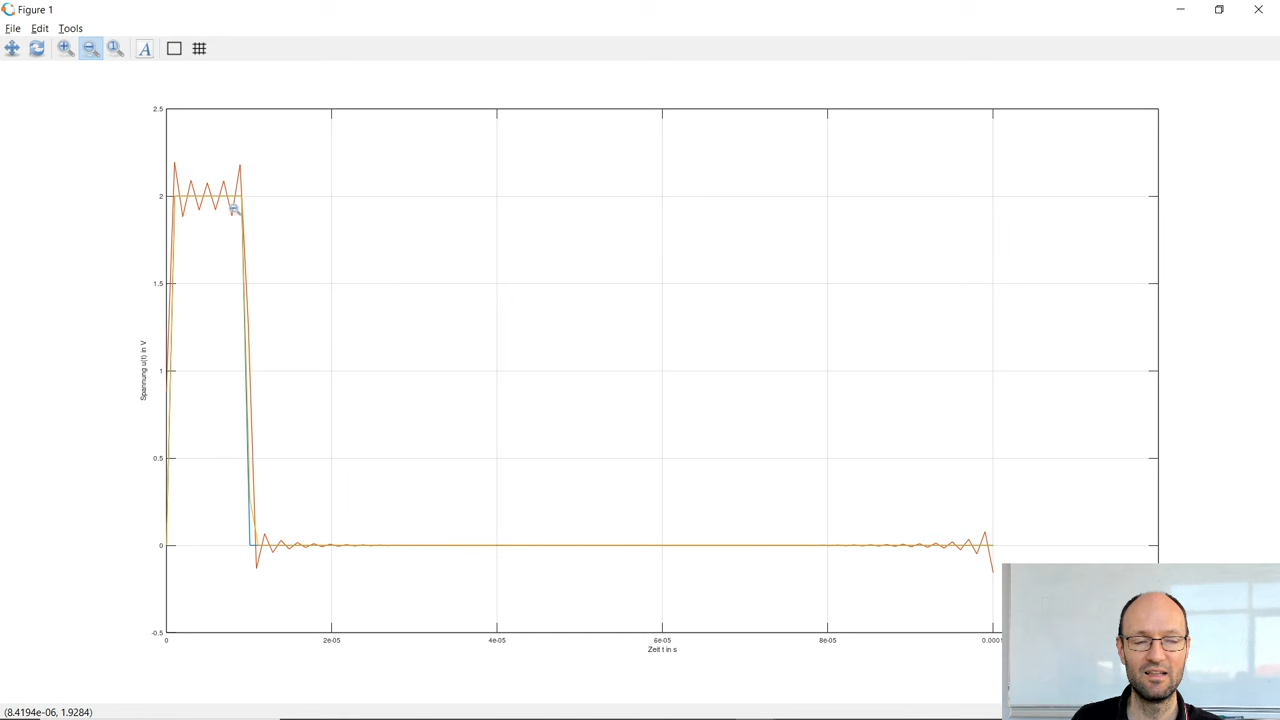 Figure 1
File Edit Tools
A
2.5
2
1.5
1
0.5
0
-0.5
Spannung u(t) in V
0 2e-05 4e-05 6e-05 8e-05 0.0001
Zeit t in s
(8.4194e-06, 1.9284)